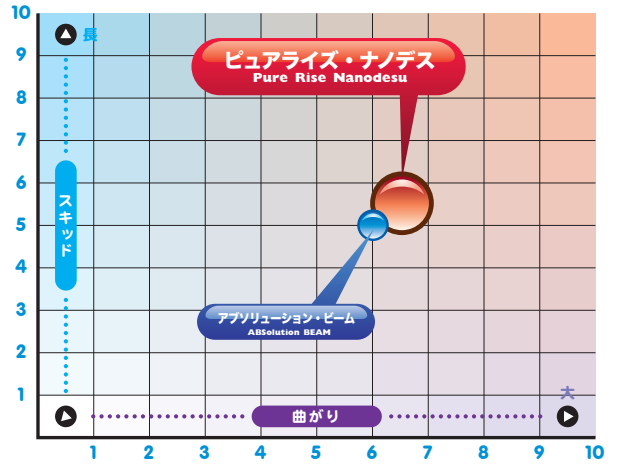 10
長
9
ピュアライズ・ナノデス
Pure Rise Nanodesu
8
7
6
スキッド
5
4
3
アブソリューション・ビーム
ABSolution BEAM
2
1
大
曲がり
1 2 3 4 5 6 7 8 9 10